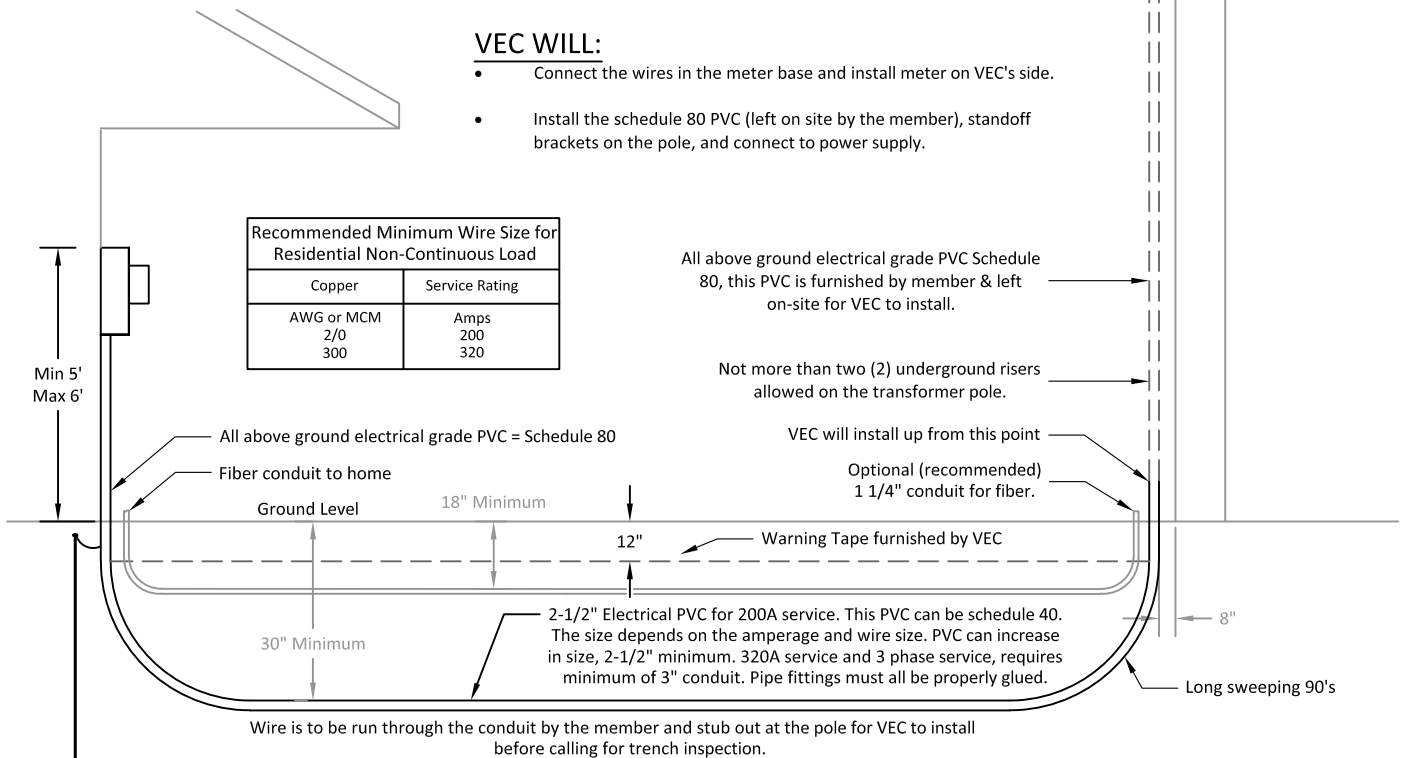 VEC WILL:
• Connect the wires in the meter base and install meter on VEC's side.
• Install the schedule 80 PVC (left on site by the member), standoff
brackets on the pole, and connect to power supply.
Recommended Minimum Wire Size for
Residential Non-Continuous Load
Copper Service Rating
AWG or MCM Amps
2/0 200
300 320
All above ground electrical grade PVC Schedule
80, this PVC is furnished by member & left
on-site for VEC to install.
Min 5'
Max 6'
Not more than two (2) underground risers
allowed on the transformer pole.
All above ground electrical grade PVC = Schedule 80
VEC will install up from this point
Fiber conduit to home
Optional (recommended)
1 1/4" conduit for fiber.
Ground Level
18" Minimum
12"
Warning Tape furnished by VEC
2-1/2" Electrical PVC for 200A service. This PVC can be schedule 40.
The size depends on the amperage and wire size. PVC can increase
in size, 2-1/2" minimum. 320A service and 3 phase service, requires
minimum of 3" conduit. Pipe fittings must all be properly glued.
8"
30" Minimum
Long sweeping 90's
Wire is to be run through the conduit by the member and stub out at the pole for VEC to install
before calling for trench inspection.